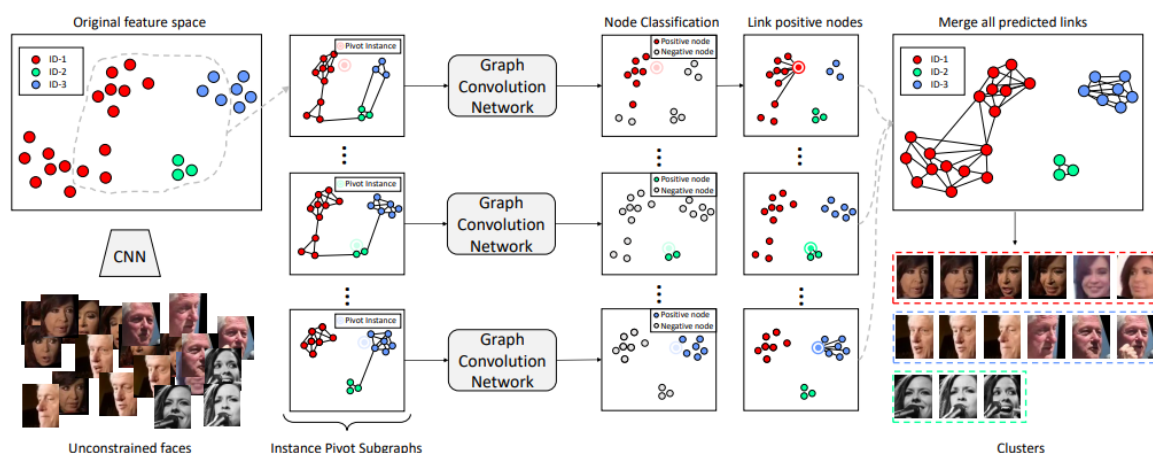 Original feature space
Node Classification
Link positive nodes
Merge all predicted links
ID-1
ID-2
ID-3
Pivot Instance
Graph
Convolution
Network
Positive node
Negative node
ID-1
ID-2
ID-3
Pivot Instance
Graph
Convolution
Network
Positive node
Negative node
CNN
Pivot Instance
Graph
Convolution
Network
Positive node
Negative node
Unconstrained faces
Instance Pivot Subgraphs
Clusters